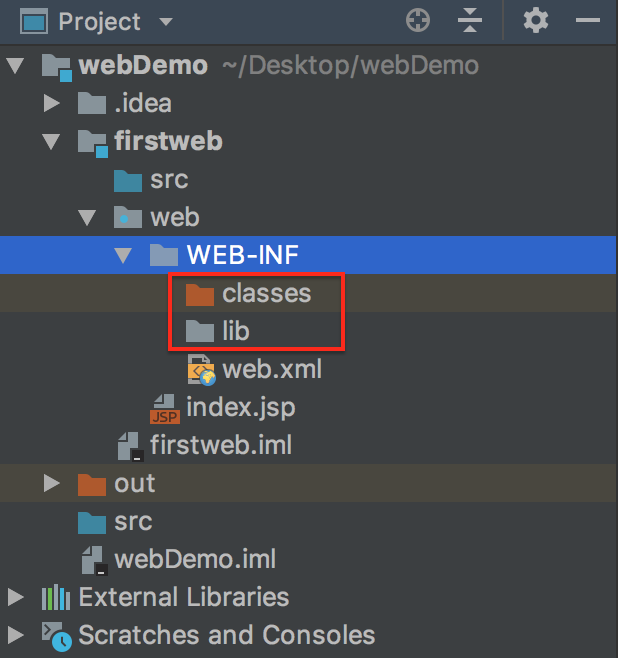 Project
webDemo ~/Desktop/webDemo
.idea
firstweb
src
web
WEB-INF
classes
lib
web.xml
JSP index.jsp
firstweb.iml
out
src
webDemo.iml
External Libraries
Scratches and Consoles